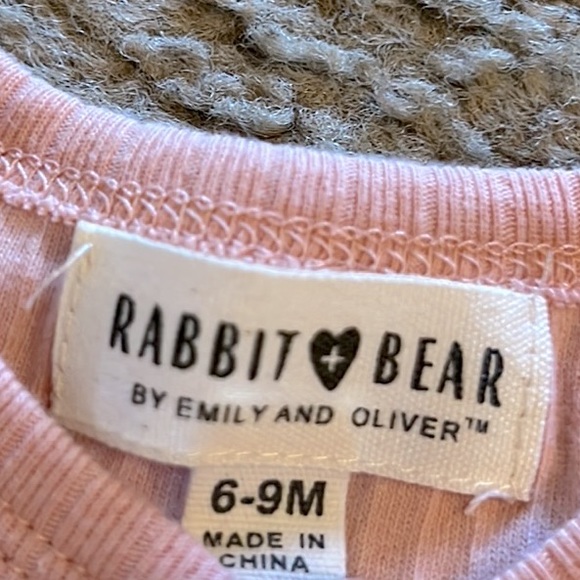 RABBIT + BEAR
BY EMILY AND OLIVER™
6-9M
MADE IN
CHINA